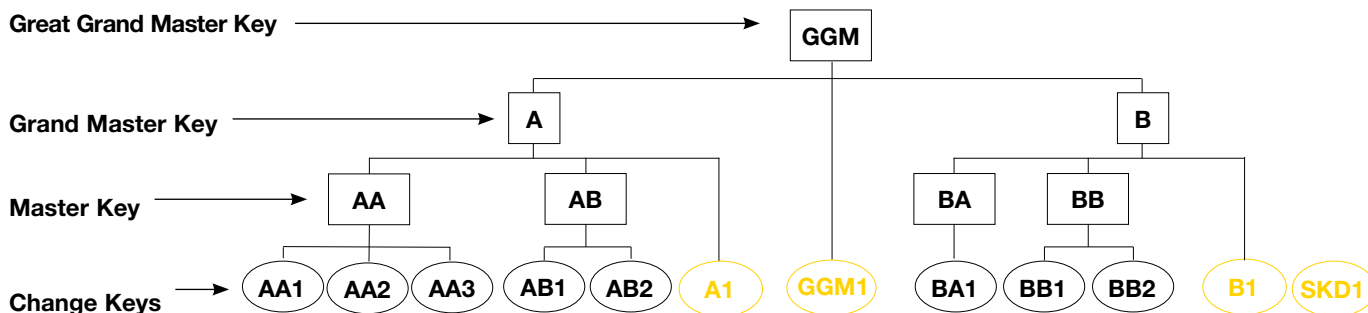 Great Grand Master Key
GGM
Grand Master Key
A
B
Master Key
AA
AB
BA
BB
Change Keys
AA1
AA2
AA3
AB1
AB2
A1
GGM1
BA1
BB1
BB2
B1
SKD1